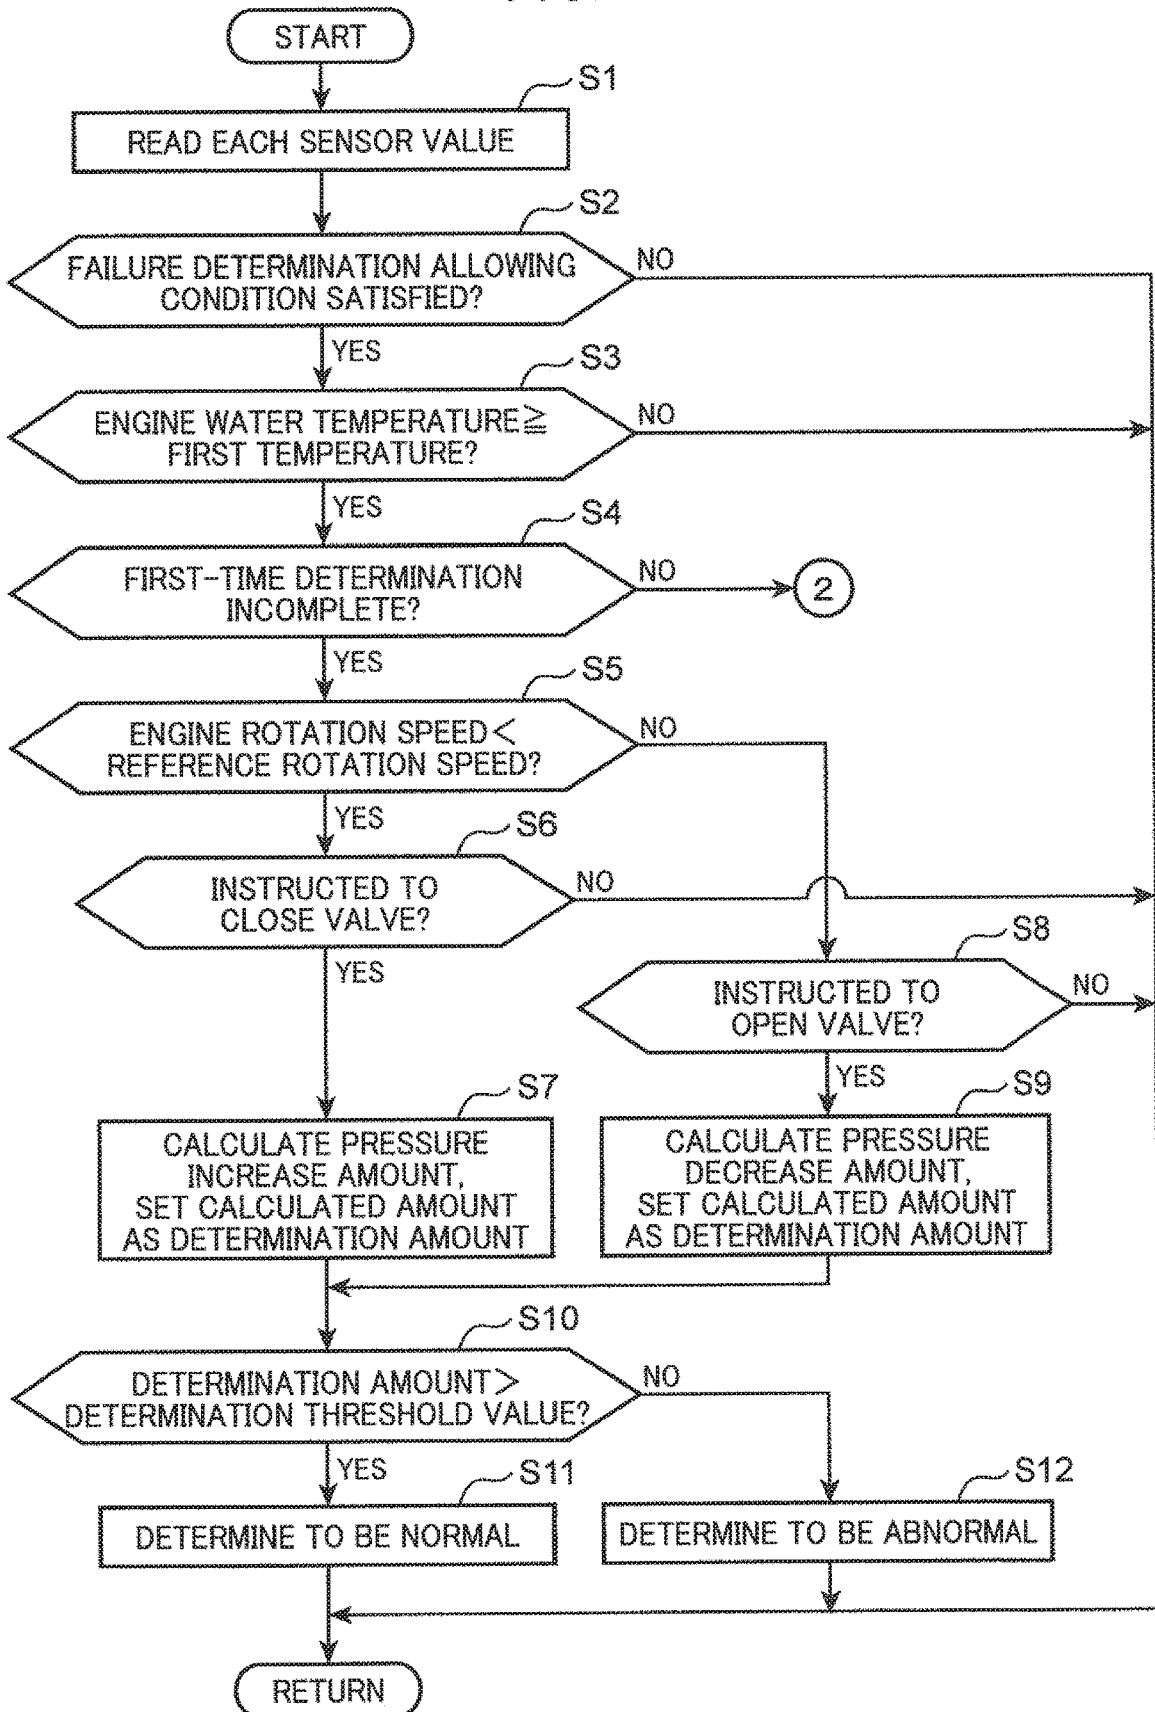 START
S1
READ EACH SENSOR VALUE
S2
FAILURE DETERMINATION ALLOWING
CONDITION SATISFIED?
NO
YES
S3
ENGINE WATER TEMPERATURE≧
FIRST TEMPERATURE?
NO
YES
S4
FIRST-TIME DETERMINATION
INCOMPLETE?
NO
2
YES
S5
ENGINE ROTATION SPEED<
REFERENCE ROTATION SPEED?
NO
YES
S6
INSTRUCTED TO
CLOSE VALVE?
NO
YES
S8
INSTRUCTED TO
OPEN VALVE?
NO
YES
S7
CALCULATE PRESSURE
INCREASE AMOUNT,
SET CALCULATED AMOUNT
AS DETERMINATION AMOUNT
S9
CALCULATE PRESSURE
DECREASE AMOUNT,
SET CALCULATED AMOUNT
AS DETERMINATION AMOUNT
S10
DETERMINATION AMOUNT>
DETERMINATION THRESHOLD VALUE?
NO
YES
S11
DETERMINE TO BE NORMAL
S12
DETERMINE TO BE ABNORMAL
RETURN